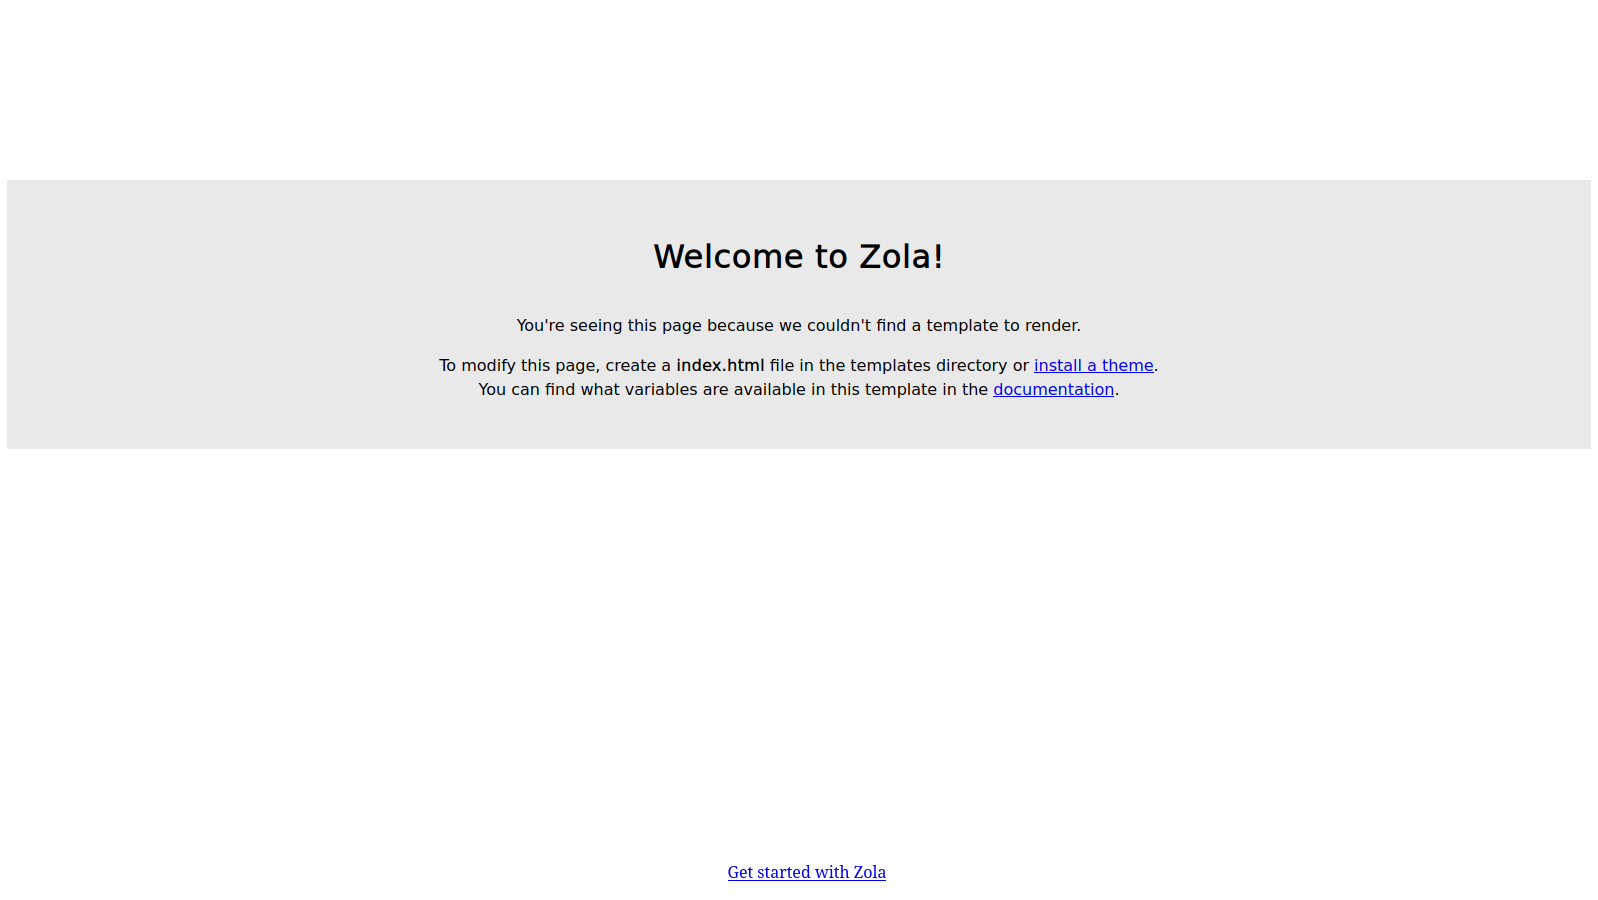 Welcome to Zola!
You're seeing this page because we couldn't find a template to render.
To modify this page, create a index.html file in the templates directory or install a theme.
You can find what variables are available in this template in the documentation.
Get started with Zola